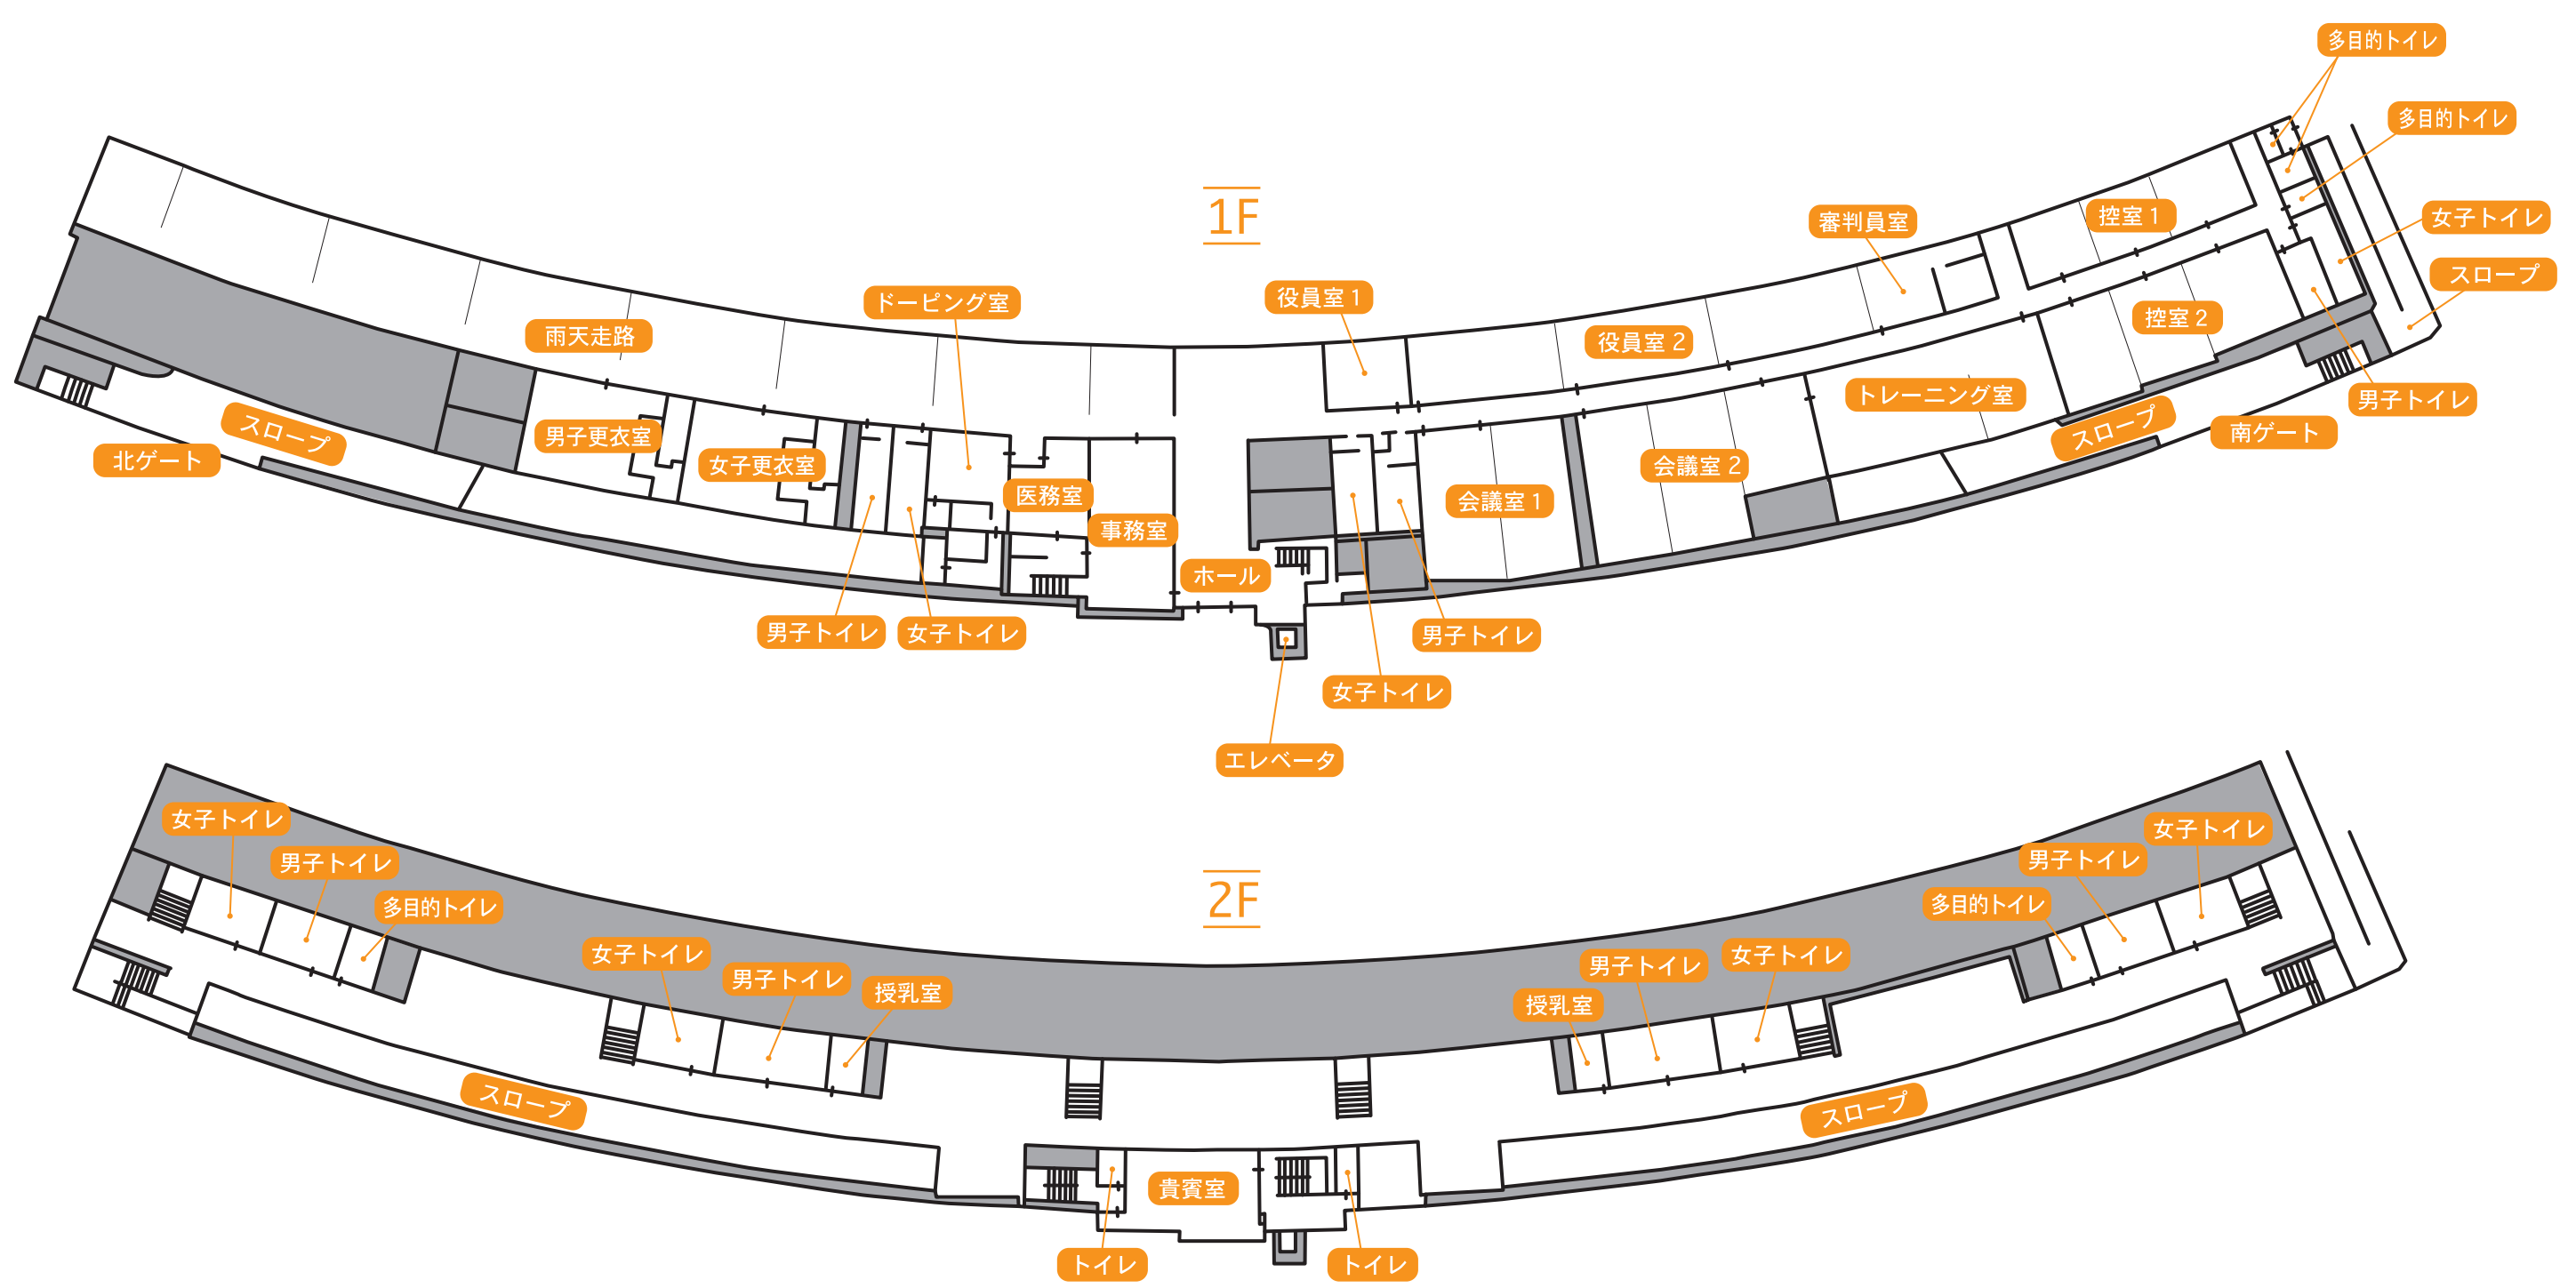 多目的トイレ
多目的トイレ
1F
審判員室
控室 1
女子トイレ
スロープ
ドーピング室
役員室 1
雨天走路
役員室 2
控室 2
トレーニング室
男子トイレ
スロープ
北ゲート
男子更衣室
女子更衣室
会議室 2
スロープ
南ゲート
医務室
会議室 1
事務室
ホール
男子トイレ
女子トイレ
男子トイレ
女子トイレ
エレベータ
2F
女子トイレ
男子トイレ
多目的トイレ
女子トイレ
男子トイレ
多目的トイレ
女子トイレ
男子トイレ
授乳室
授乳室
男子トイレ
女子トイレ
スロープ
スロープ
貴賓室
トイレ
トイレ